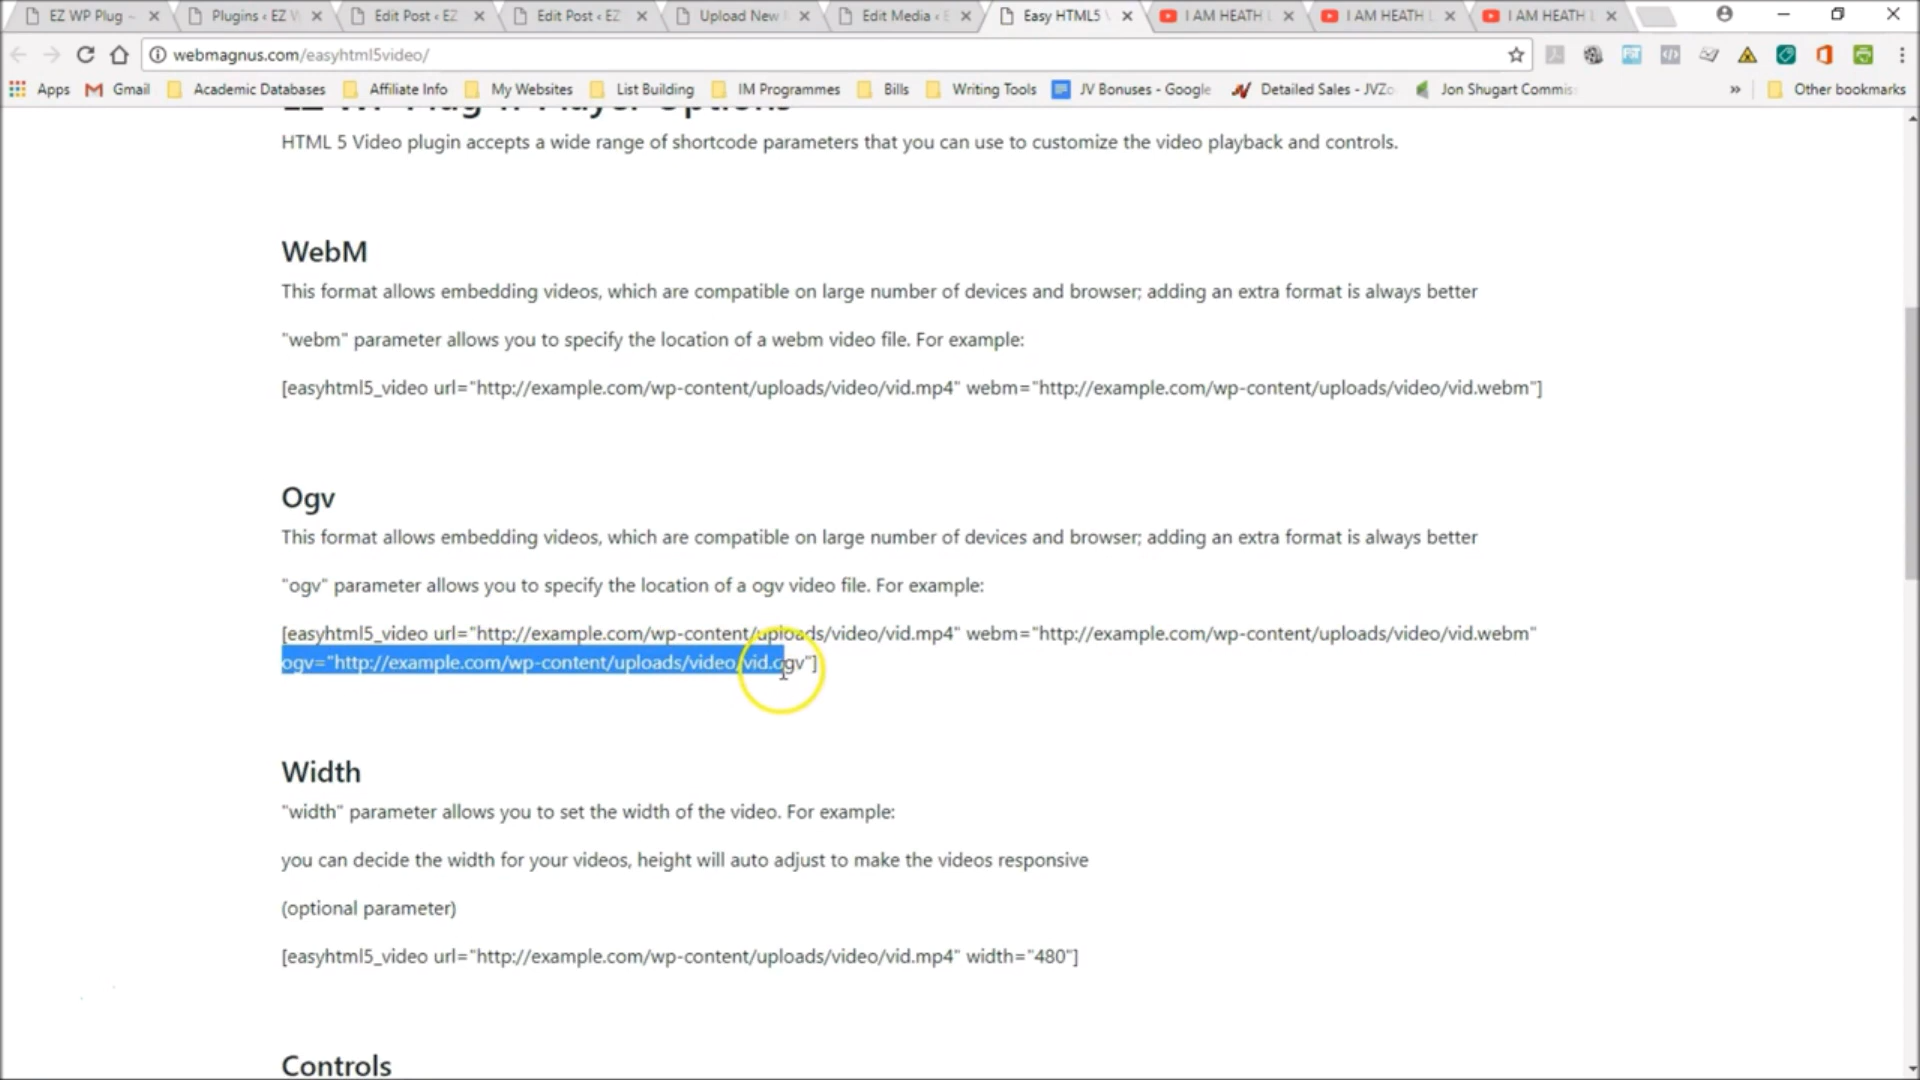 EZ WP Plug
Plugins ‹ EZ W
Edit Post ‹ EZ
Edit Post ‹ EZ
Upload New
Edit Media ‹
Easy HTML5
I AM HEATH
I AM HEATH
I AM HEATH
webmagnus.com/easyhtml5video/
Apps
Gmail
Academic Databases
Affiliate Info
My Websites
List Building
IM Programmes
Bills
Writing Tools
JV Bonuses - Google
Detailed Sales - JVZo
Jon Shugart Commis
»
Other bookmarks
EZ WP Plug
Player Options
HTML 5 Video plugin accepts a wide range of shortcode parameters that you can use to customize the video playback and controls.
WebM
This format allows embedding videos, which are compatible on large number of devices and browser; adding an extra format is always better
"webm" parameter allows you to specify the location of a webm video file. For example:
[easyhtml5_video url="http://example.com/wp-content/uploads/video/vid.mp4" webm="http://example.com/wp-content/uploads/video/vid.webm"]
Ogv
This format allows embedding videos, which are compatible on large number of devices and browser; adding an extra format is always better
"ogv" parameter allows you to specify the location of a ogv video file. For example:
[easyhtml5_video url="http://example.com/wp-content/uploads/video/vid.mp4" webm="http://example.com/wp-content/uploads/video/vid.webm"
ogv="http://example.com/wp-content/uploads/video/vid.ogv"]
Width
"width" parameter allows you to set the width of the video. For example:
you can decide the width for your videos, height will auto adjust to make the videos responsive
(optional parameter)
[easyhtml5_video url="http://example.com/wp-content/uploads/video/vid.mp4" width="480"]
Controls